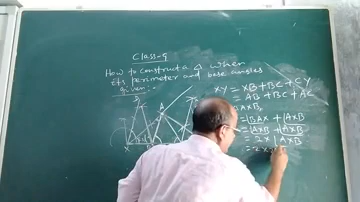 Class-9
How to construct a △ when
its perimeter and base angles
given:-
XY = XB + BC + CY
= AB + BC + AC
AXB,
= ∠BAX + ∠AXB
= ∠AXB + ∠AXB
= 2 x ∠AXB
= 2 x
A
X B